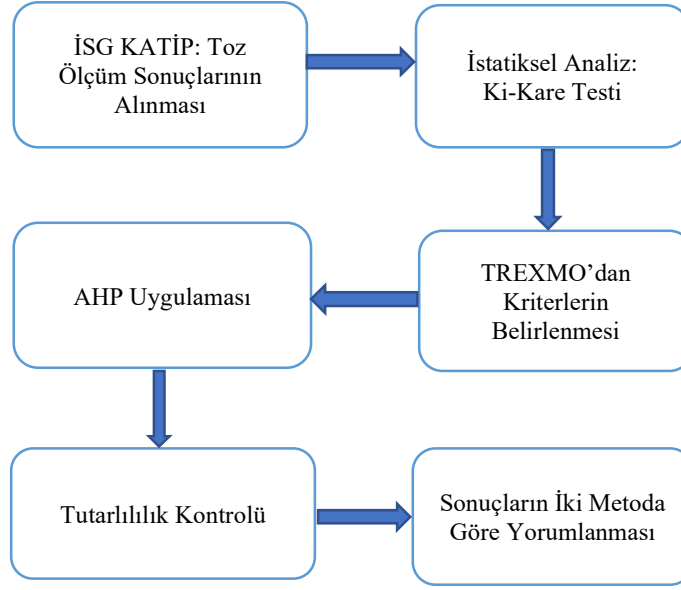 İSG KATİP: Toz
Ölçüm Sonuçlarının
Alınması
İstatiksel Analiz:
Ki-Kare Testi
TREXMO’dan
Kriterlerin
Belirlenmesi
AHP Uygulaması
Tutarlılılık Kontrolü
Sonuçların İki Metoda
Göre Yorumlanması